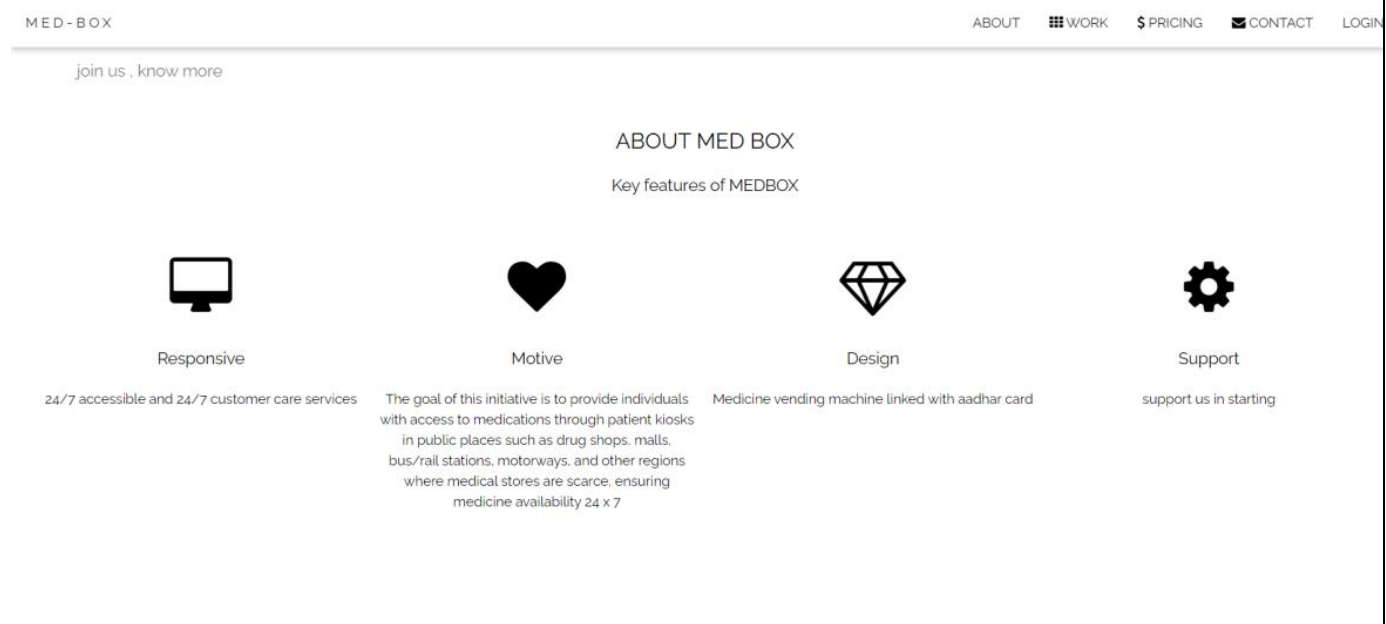 MED-BOX
ABOUT WORK $ PRICING CONTACT LOGIN
join us , know more
ABOUT MED BOX
Key features of MEDBOX
Responsive
24/7 accessible and 24/7 customer care services
Motive
The goal of this initiative is to provide individuals
with access to medications through patient kiosks
in public places such as drug shops, malls,
bus/rail stations, motorways, and other regions
where medical stores are scarce, ensuring
medicine availability 24 x 7
Design
Medicine vending machine linked with aadhar card
Support
support us in starting